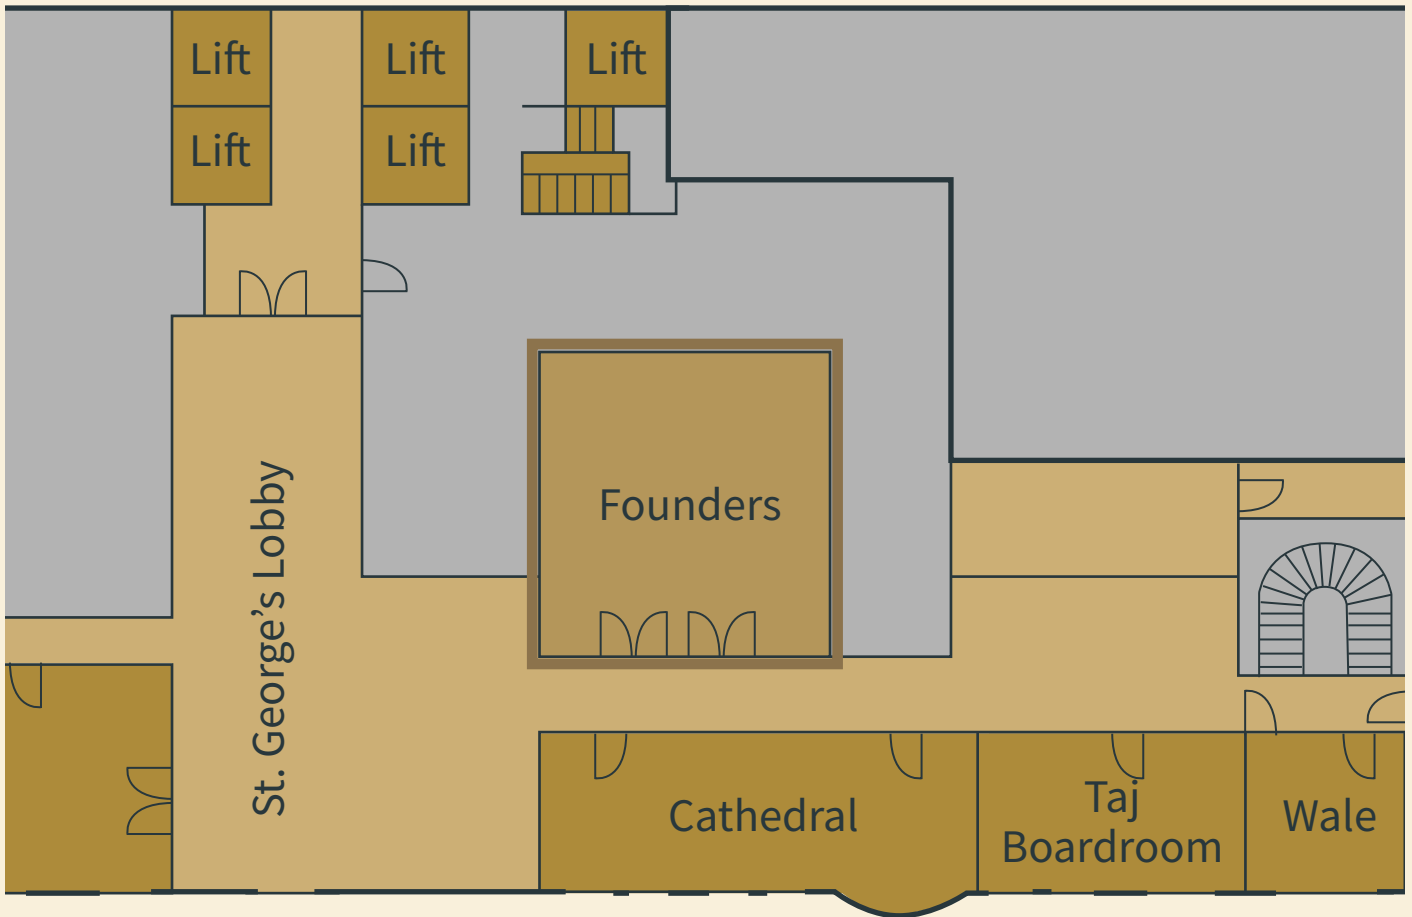 Lift
Lift
Lift
Lift
Lift
Founders
St. George’s Lobby
Cathedral
Taj
Boardroom
Wale